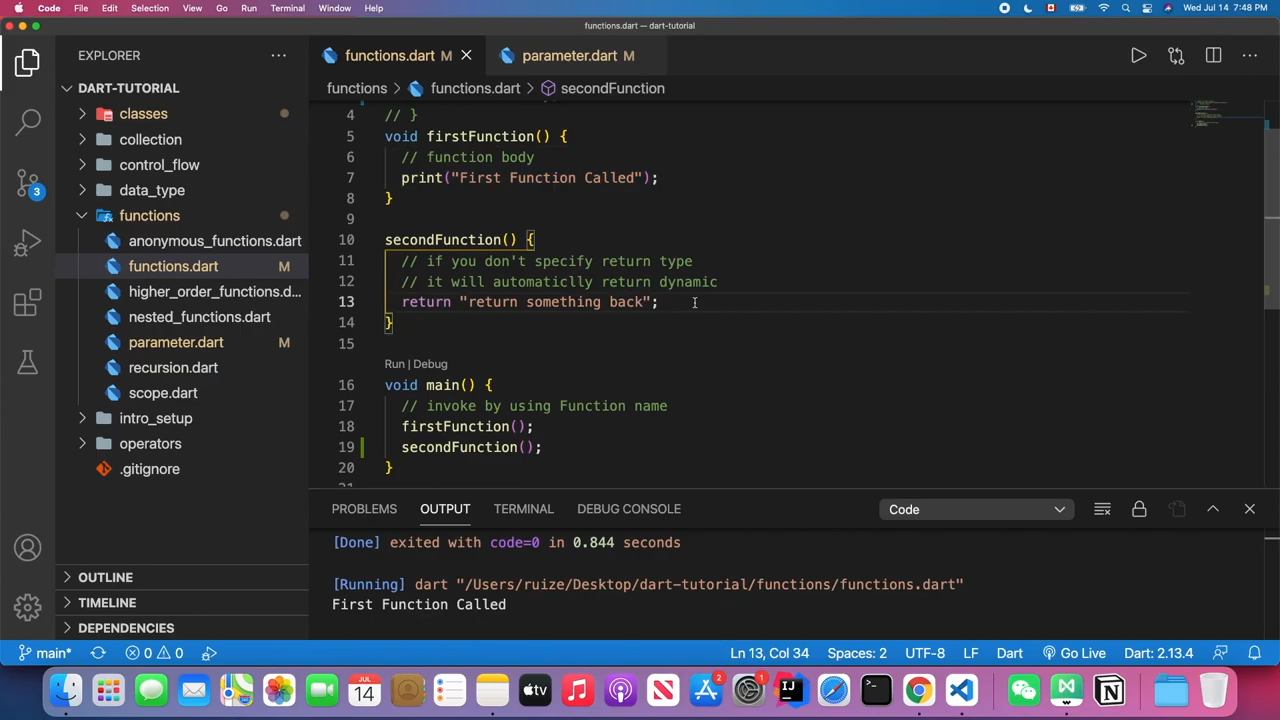 Code File Edit Selection View Go Run Terminal Window Help Wed Jul 14 7:48 PM
functions.dart — dart-tutorial
EXPLORER
functions.dart M
parameter.dart M
functions > functions.dart > secondFunction
DART-TUTORIAL
classes
collection
control_flow
data_type
functions
anonymous_functions.dart
functions.dart M
higher_order_functions.d...
nested_functions.dart
parameter.dart M
recursion.dart
scope.dart
intro_setup
operators
.gitignore
OUTLINE
TIMELINE
DEPENDENCIES
3
4 // }
5 void firstFunction() {
6 // function body
7 print("First Function Called");
8 }
9
10 secondFunction() {
11 // if you don't specify return type
12 // it will automaticlly return dynamic
13 return "return something back";
14 }
15
Run | Debug
16 void main() {
17 // invoke by using Function name
18 firstFunction();
19 secondFunction();
20 }
PROBLEMS OUTPUT TERMINAL DEBUG CONSOLE Code
[Done] exited with code=0 in 0.844 seconds
[Running] dart "/Users/ruize/Desktop/dart-tutorial/functions/functions.dart"
First Function Called
main* 0 0 Ln 13, Col 34 Spaces: 2 UTF-8 LF Dart Go Live Dart: 2.13.4
JUL
14
tv
2
1